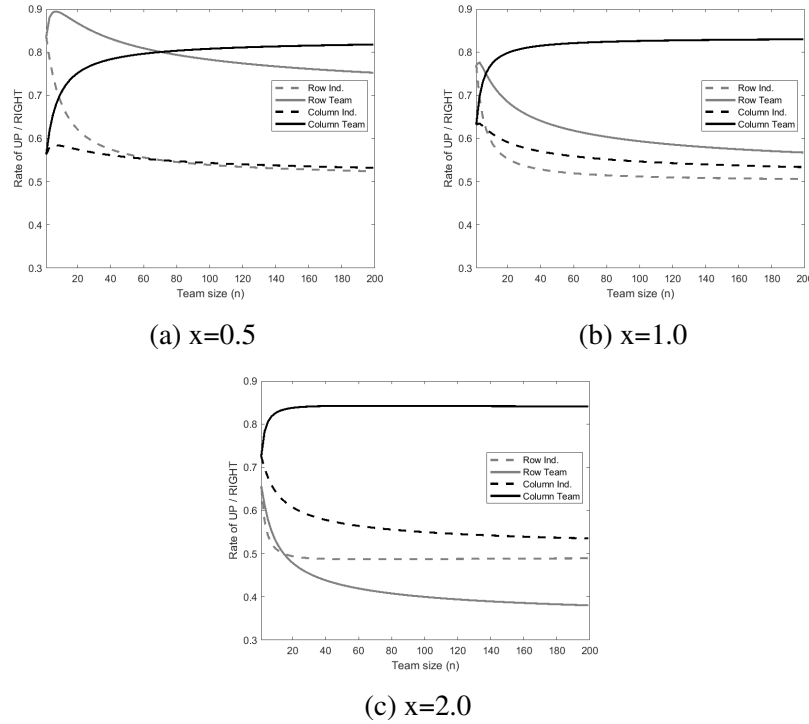 0.9
0.8
0.7
0.6
0.5
0.4
0.3
Rate of UP / RIGHT
20 40 60 80 100 120 140 160 180 200
Team size (n)
Row Ind.
Row Team
Column Ind.
Column Team
(a) x=0.5
0.9
0.8
0.7
0.6
0.5
0.4
0.3
Rate of UP / RIGHT
20 40 60 80 100 120 140 160 180 200
Team size (n)
Row Ind.
Row Team
Column Ind.
Column Team
(b) x=1.0
0.9
0.8
0.7
0.6
0.5
0.4
0.3
Rate of UP / RIGHT
20 40 60 80 100 120 140 160 180 200
Team size (n)
Row Ind.
Row Team
Column Ind.
Column Team
(c) x=2.0